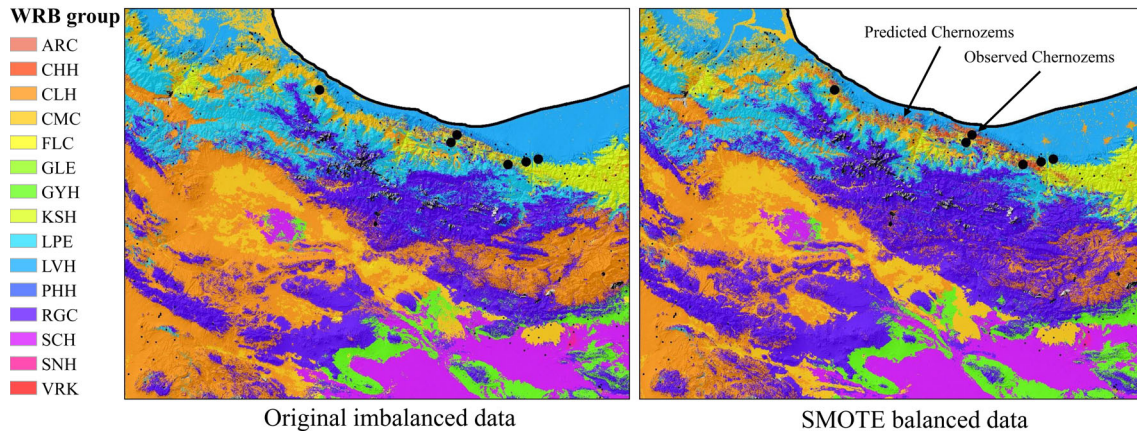 WRB group
ARC
CHH
CLH
CMC
FLC
GLE
GYH
KSH
LPE
LVH
PHH
RGC
SCH
SNH
VRK
Predicted Chernozems
Observed Chernozems
Original imbalanced data
SMOTE balanced data